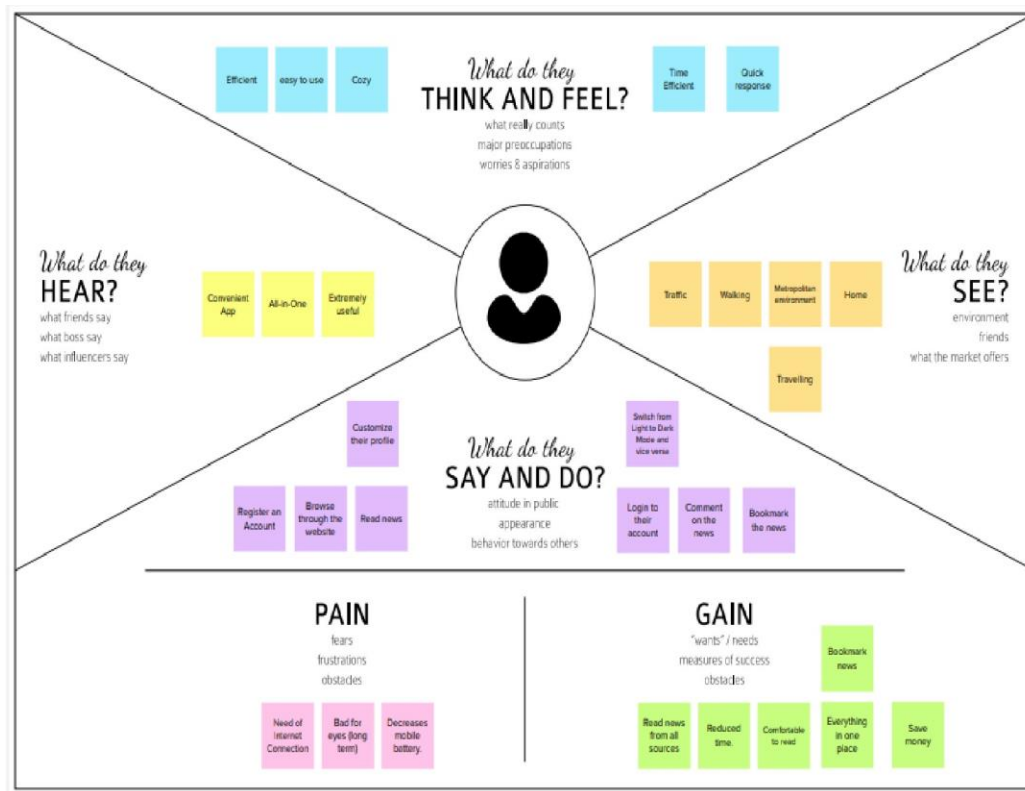 Efficient
easy to use
Cozy
What do they
THINK AND FEEL?
what really counts
major preoccupations
worries & aspirations
Time
Efficient
Quick
response
What do they
HEAR?
what friends say
what boss say
what influencers say
Convenient
App
All-in-One
Extremely
useful
Traffic
Walking
Metropolitan
environment
Home
Travelling
What do they
SEE?
environment
friends
what the market offers
Customize
their profile
Register an
Account
Browse
through the
website
Read news
What do they
SAY AND DO?
attitude in public
appearance
behavior towards others
Switch from
Light to Dark
Mode and
vice versa
Login to
their
account
Comment
on the
news
Bookmark
the news
PAIN
fears
frustrations
obstacles
Need of
Internet
Connection
Bad for
eyes (long
term)
Decreases
mobile
battery.
GAIN
"wants" / needs
measures of success
obstacles
Bookmark
news
Read news
from all
sources
Reduced
time.
Comfortable
to read
Everything
in one
place
Save
money